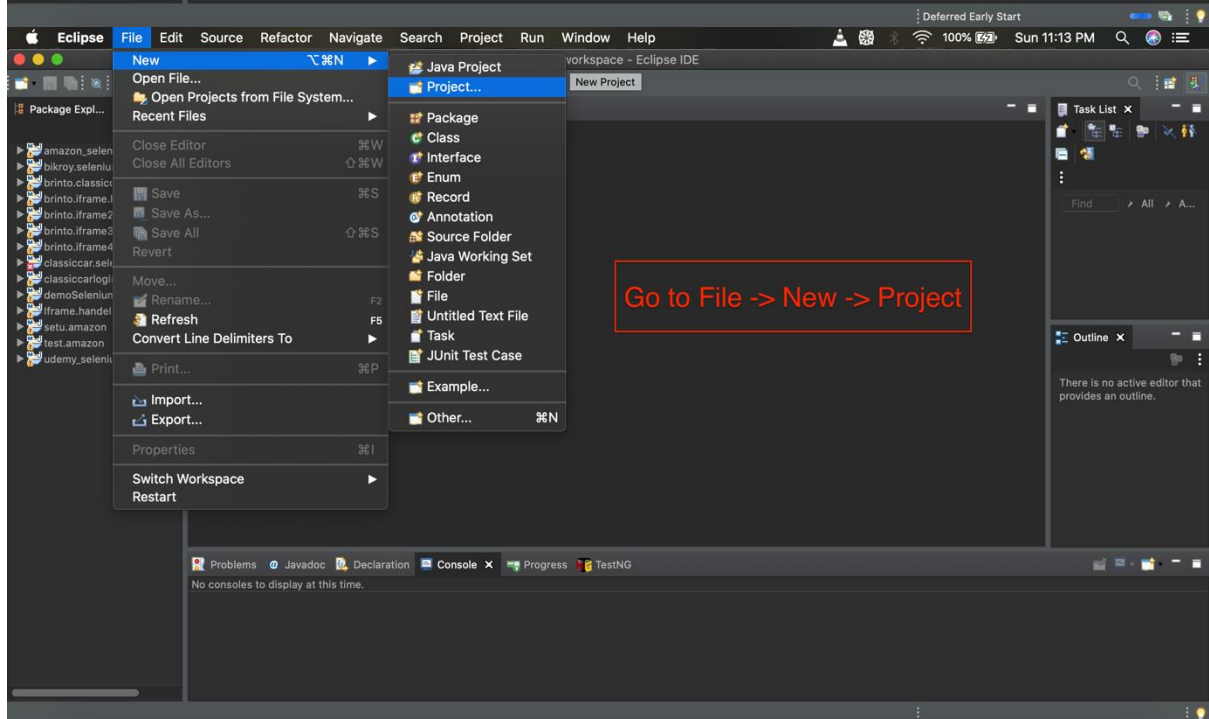 Deferred Early Start
Eclipse File Edit Source Refactor Navigate Search Project Run Window Help 100% Sun 11:13 PM
workspace - Eclipse IDE
New ⌥⌘N
Open File...
Open Projects from File System...
Recent Files
Close Editor ⌘W
Close All Editors ⇧⌘W
Save ⌘S
Save As...
Save All ⇧⌘S
Revert
Move...
Rename... F2
Refresh F5
Convert Line Delimiters To
Print... ⌘P
Import...
Export...
Properties ⌘I
Switch Workspace
Restart
Java Project
Project...
Package
Class
Interface
Enum
Record
Annotation
Source Folder
Java Working Set
Folder
File
Untitled Text File
Task
JUnit Test Case
Example...
Other... ⌘N
New Project
Package Expl...
amazon_selen
bikroy.seleniu
brinto.classicc
brinto.iframe.
brinto.iframe2
brinto.iframe3
brinto.iframe4
classiccar.sele
classiccarlogi
demoSeleniun
Iframe.handel
setu.amazon
test.amazon
udemy_seleniu
Go to File -> New -> Project
Task List
Find All A...
Outline
There is no active editor that
provides an outline.
Problems Javadoc Declaration Console Progress TestNG
No consoles to display at this time.